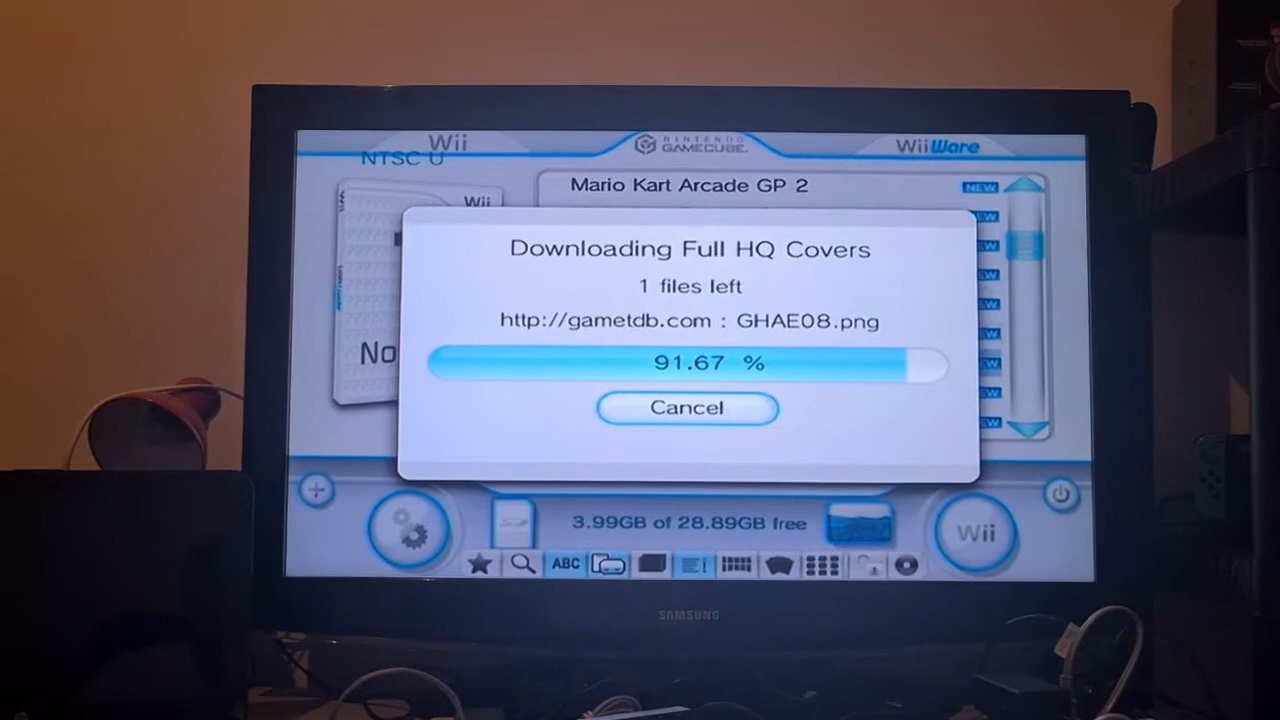 Wii
NINTENDO
GAMECUBE.
WiiWare
NTSC U
Mario Kart Arcade GP 2
NEW
Wii
Downloading Full HQ Covers
1 files left
http://gametdb.com : GHAE08.png
91.67 %
Cancel
No
3.99GB of 28.89GB free
Wii
ABC
SAMSUNG